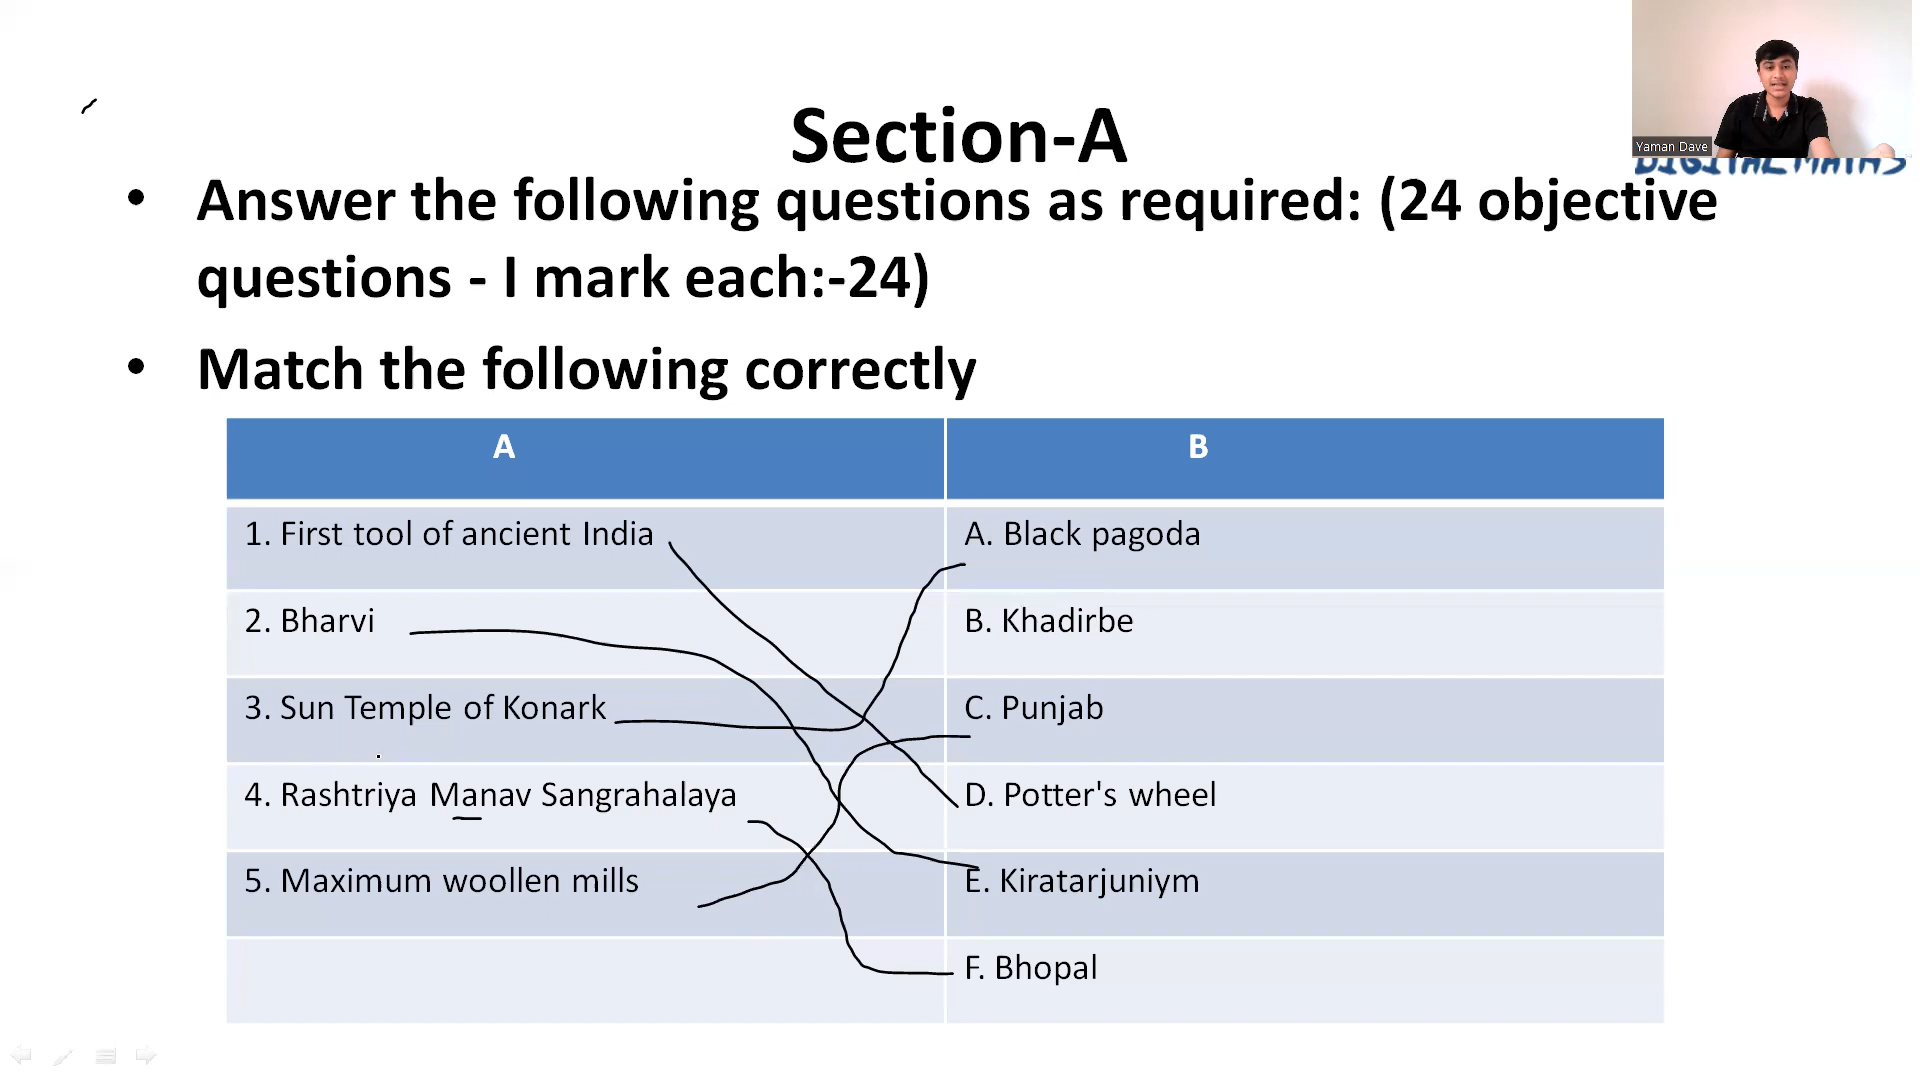 Yaman Dave
DIGITAL MATHS
Section-A
• Answer the following questions as required: (24 objective
questions - I mark each:-24)
• Match the following correctly
A B
1. First tool of ancient India A. Black pagoda
2. Bharvi B. Khadirbe
3. Sun Temple of Konark C. Punjab
4. Rashtriya Manav Sangrahalaya D. Potter's wheel
5. Maximum woollen mills E. Kiratarjuniym
F. Bhopal